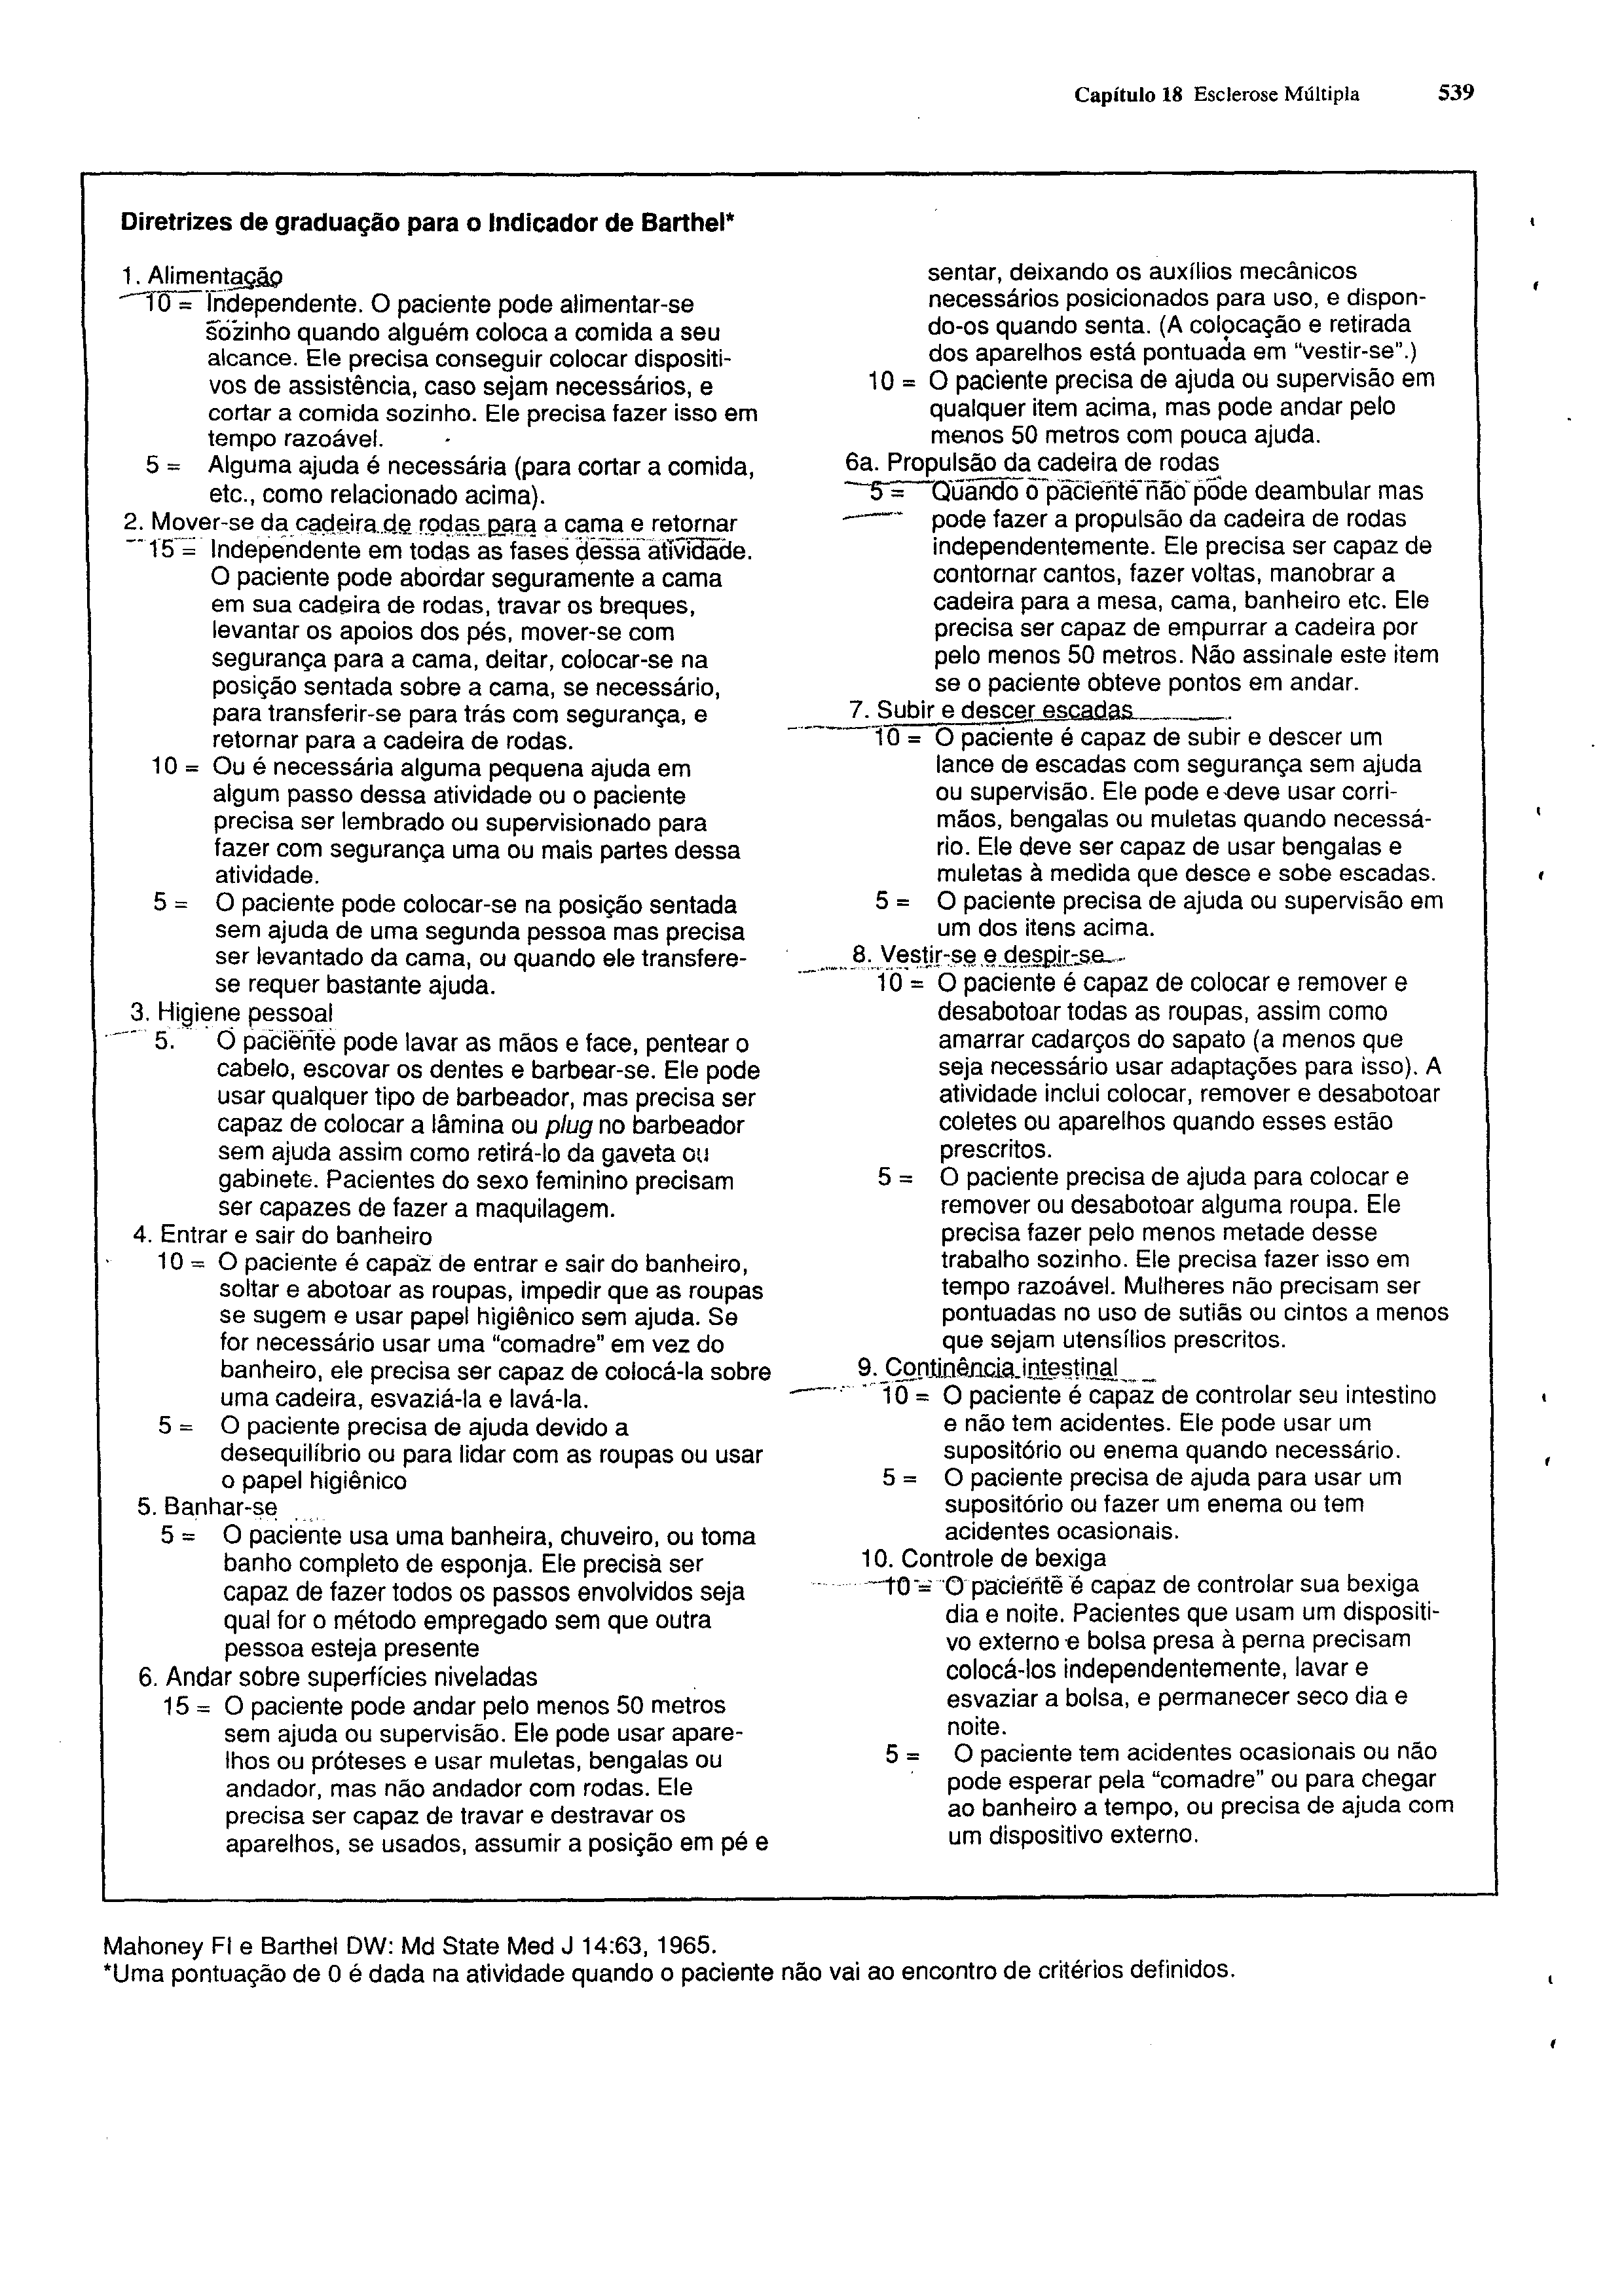 Capítulo 18 Esclerose Múltipla 539
Diretrizes de graduação para o Indicador de Barthel*
1. Alimentação
10 = Independente. O paciente pode alimentar-se
sozinho quando alguém coloca a comida a seu
alcance. Ele precisa conseguir colocar dispositi-
vos de assistência, caso sejam necessários, e
cortar a comida sozinho. Ele precisa fazer isso em
tempo razoável.
5 = Alguma ajuda é necessária (para cortar a comida,
etc., como relacionado acima).
2. Mover-se da cadeira de rodas para a cama e retornar
15 = Independente em todas as fases dessa atividade.
O paciente pode abordar seguramente a cama
em sua cadeira de rodas, travar os breques,
levantar os apoios dos pés, mover-se com
segurança para a cama, deitar, colocar-se na
posição sentada sobre a cama, se necessário,
para transferir-se para trás com segurança, e
retornar para a cadeira de rodas.
10 = Ou é necessária alguma pequena ajuda em
algum passo dessa atividade ou o paciente
precisa ser lembrado ou supervisionado para
fazer com segurança uma ou mais partes dessa
atividade.
5 = O paciente pode colocar-se na posição sentada
sem ajuda de uma segunda pessoa mas precisa
ser levantado da cama, ou quando ele transfere-
se requer bastante ajuda.
3. Higiene pessoal
5. O paciente pode lavar as mãos e face, pentear o
cabelo, escovar os dentes e barbear-se. Ele pode
usar qualquer tipo de barbeador, mas precisa ser
capaz de colocar a lâmina ou plug no barbeador
sem ajuda assim como retirá-lo da gaveta ou
gabinete. Pacientes do sexo feminino precisam
ser capazes de fazer a maquilagem.
4. Entrar e sair do banheiro
10 = O paciente é capaz de entrar e sair do banheiro,
soltar e abotoar as roupas, impedir que as roupas
se sugem e usar papel higiênico sem ajuda. Se
for necessário usar uma “comadre” em vez do
banheiro, ele precisa ser capaz de colocá-la sobre
uma cadeira, esvaziá-la e lavá-la.
5 = O paciente precisa de ajuda devido a
desequilíbrio ou para lidar com as roupas ou usar
o papel higiênico
5. Banhar-se
5 = O paciente usa uma banheira, chuveiro, ou toma
banho completo de esponja. Ele precisa ser
capaz de fazer todos os passos envolvidos seja
qual for o método empregado sem que outra
pessoa esteja presente
6. Andar sobre superfícies niveladas
15 = O paciente pode andar pelo menos 50 metros
sem ajuda ou supervisão. Ele pode usar apare-
lhos ou próteses e usar muletas, bengalas ou
andador, mas não andador com rodas. Ele
precisa ser capaz de travar e destravar os
aparelhos, se usados, assumir a posição em pé e
sentar, deixando os auxílios mecânicos
necessários posicionados para uso, e dispon-
do-os quando senta. (A colocação e retirada
dos aparelhos está pontuada em “vestir-se”.)
10 = O paciente precisa de ajuda ou supervisão em
qualquer item acima, mas pode andar pelo
menos 50 metros com pouca ajuda.
6a. Propulsão da cadeira de rodas
5 = Quando o paciente não pode deambular mas
pode fazer a propulsão da cadeira de rodas
independentemente. Ele precisa ser capaz de
contornar cantos, fazer voltas, manobrar a
cadeira para a mesa, cama, banheiro etc. Ele
precisa ser capaz de empurrar a cadeira por
pelo menos 50 metros. Não assinale este item
se o paciente obteve pontos em andar.
7. Subir e descer escadas
10 = O paciente é capaz de subir e descer um
lance de escadas com segurança sem ajuda
ou supervisão. Ele pode e deve usar corri-
mãos, bengalas ou muletas quando necessá-
rio. Ele deve ser capaz de usar bengalas e
muletas à medida que desce e sobe escadas.
5 = O paciente precisa de ajuda ou supervisão em
um dos itens acima.
8. Vestir-se e despir-se
10 = O paciente é capaz de colocar e remover e
desabotoar todas as roupas, assim como
amarrar cadarços do sapato (a menos que
seja necessário usar adaptações para isso). A
atividade inclui colocar, remover e desabotoar
coletes ou aparelhos quando esses estão
prescritos.
5 = O paciente precisa de ajuda para colocar e
remover ou desabotoar alguma roupa. Ele
precisa fazer pelo menos metade desse
trabalho sozinho. Ele precisa fazer isso em
tempo razoável. Mulheres não precisam ser
pontuadas no uso de sutiãs ou cintos a menos
que sejam utensílios prescritos.
9. Continência intestinal
10 = O paciente é capaz de controlar seu intestino
e não tem acidentes. Ele pode usar um
supositório ou enema quando necessário.
5 = O paciente precisa de ajuda para usar um
supositório ou fazer um enema ou tem
acidentes ocasionais.
10. Controle de bexiga
10 = O paciente é capaz de controlar sua bexiga
dia e noite. Pacientes que usam um dispositi-
vo externo e bolsa presa à perna precisam
colocá-los independentemente, lavar e
esvaziar a bolsa, e permanecer seco dia e
noite.
5 = O paciente tem acidentes ocasionais ou não
pode esperar pela “comadre” ou para chegar
ao banheiro a tempo, ou precisa de ajuda com
um dispositivo externo.
Mahoney FI e Barthel DW: Md State Med J 14:63, 1965.
*Uma pontuação de 0 é dada na atividade quando o paciente não vai ao encontro de critérios definidos.